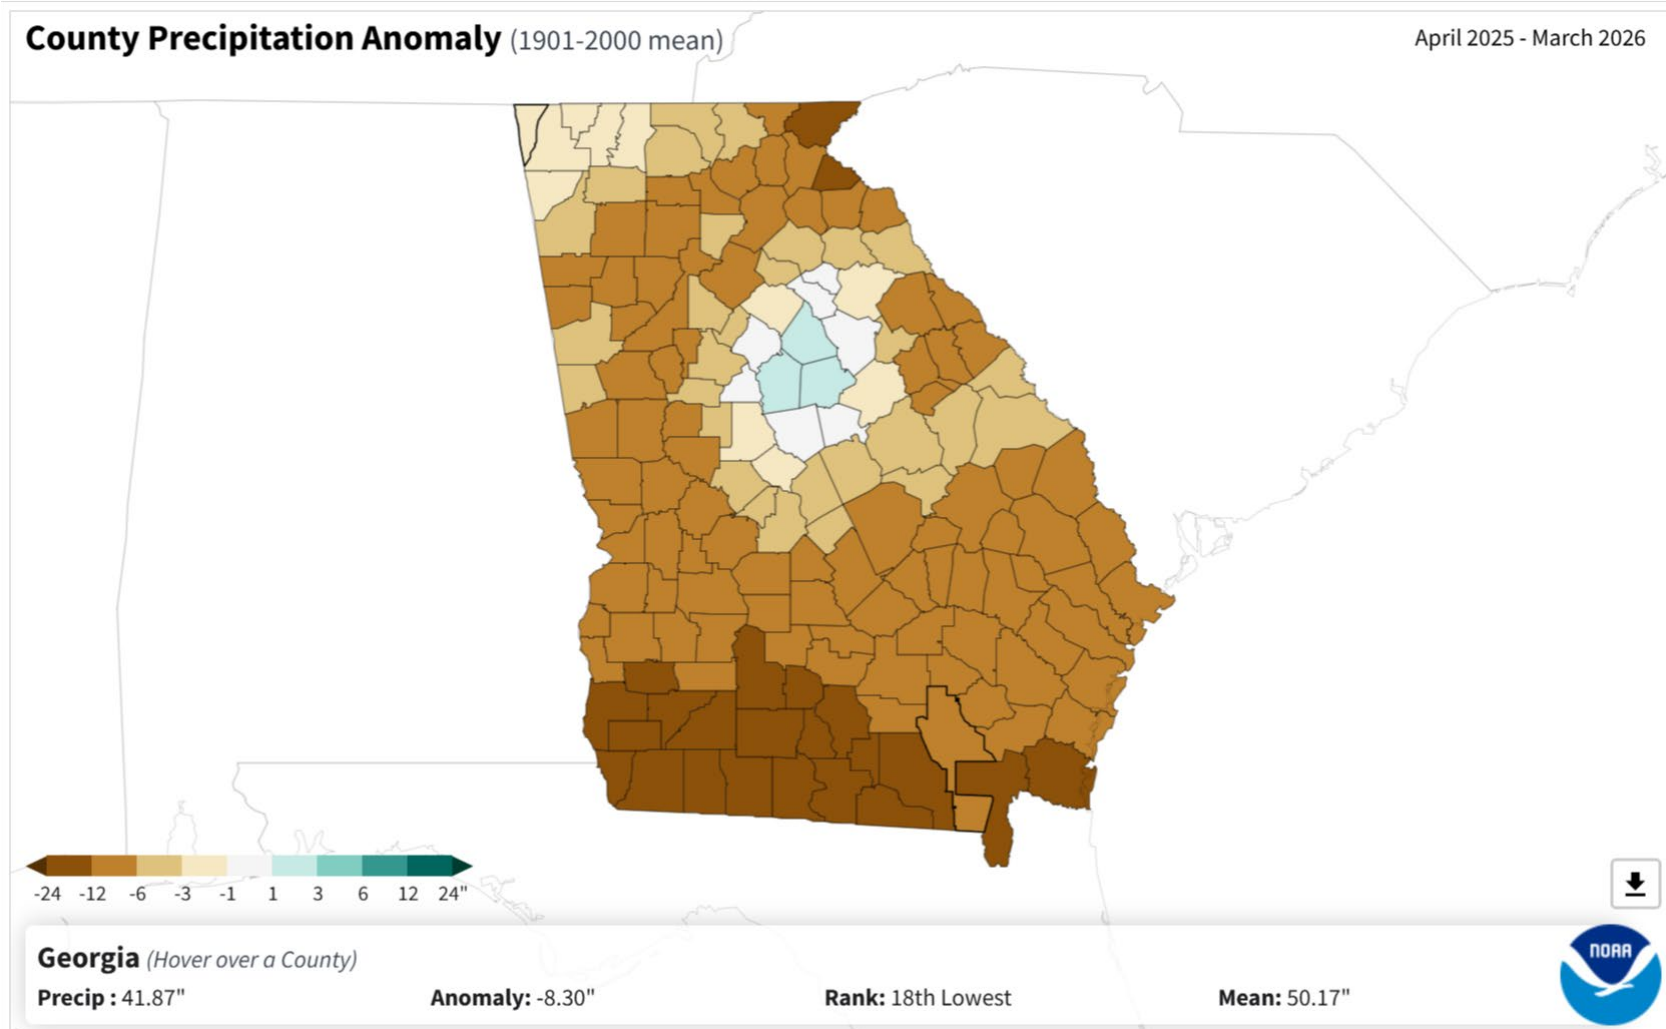 County Precipitation Anomaly (1901-2000 mean)
April 2025 - March 2026
-24 -12 -6 -3 -1 1 3 6 12 24"
Georgia (Hover over a County)
Precip : 41.87" Anomaly: -8.30" Rank: 18th Lowest Mean: 50.17"
NOAA